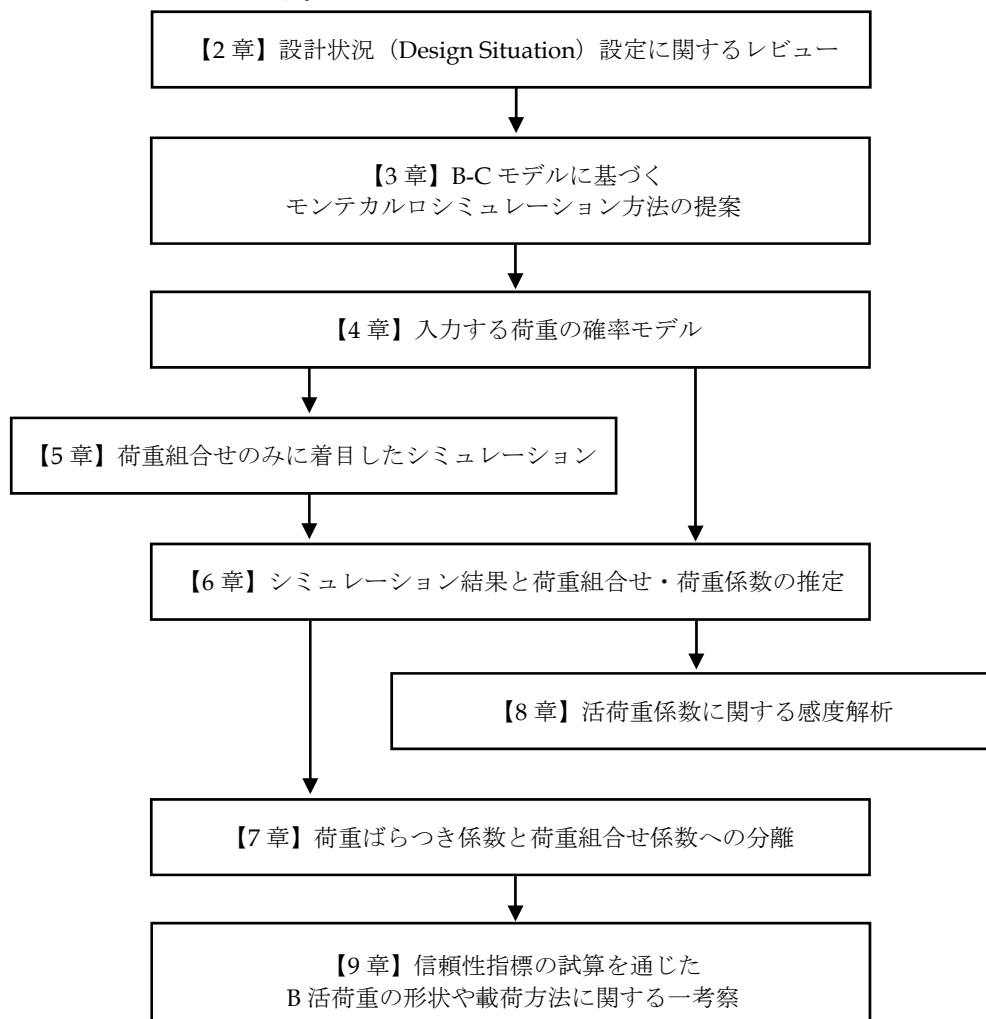 【2 章】設計状況（Design Situation）設定に関するレビュー
【3 章】B-C モデルに基づく
モンテカルロシミュレーション方法の提案
【4 章】入力する荷重の確率モデル
【5 章】荷重組合せのみに着目したシミュレーション
【6 章】シミュレーション結果と荷重組合せ・荷重係数の推定
【8 章】活荷重係数に関する感度解析
【7 章】荷重ばらつき係数と荷重組合せ係数への分離
【9 章】信頼性指標の試算を通じた
B 活荷重の形状や載荷方法に関する一考察